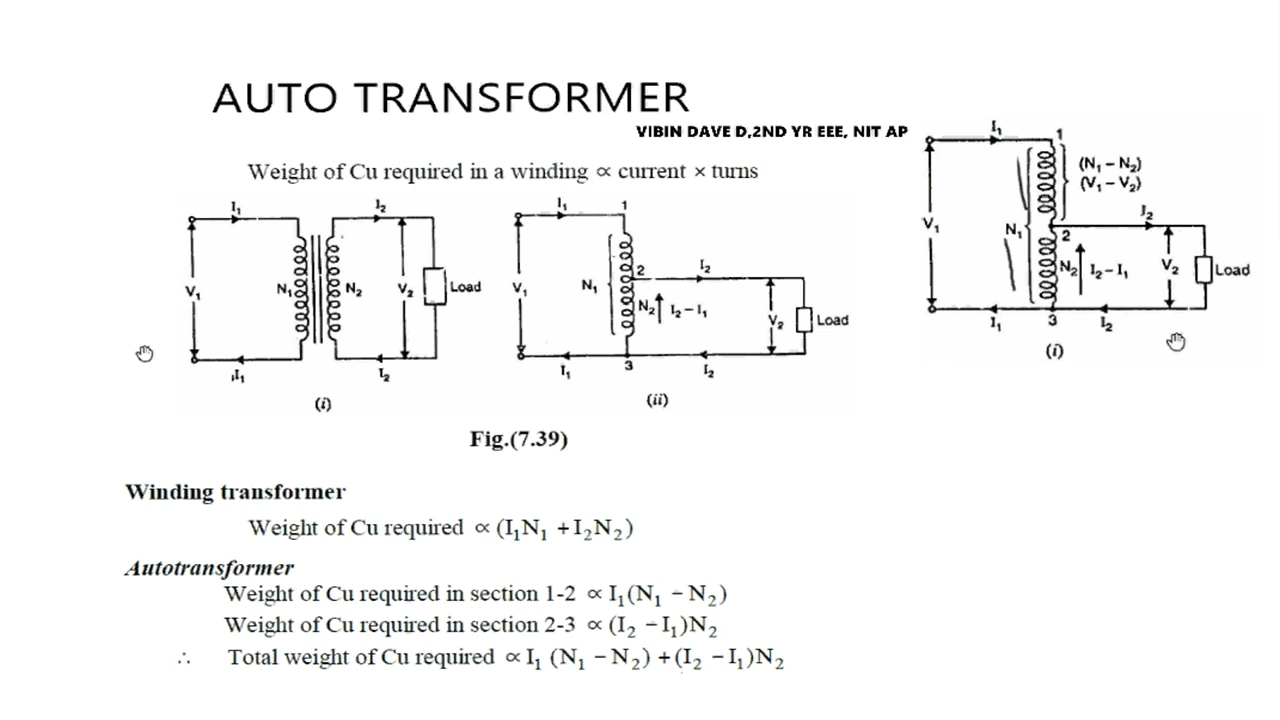 AUTO TRANSFORMER
VIBIN DAVE D,2ND YR EEE, NIT AP
Weight of Cu required in a winding ∝ current × turns
I₁
I₂
V₁
N₁
N₂
V₂
Load
I₁
I₂
(i)
I₁
1
V₁
N₁
2
I₂
N₂
I₂ – I₁
V₂
Load
I₁
3
I₂
(ii)
I₁
1
(N₁ – N₂)
(V₁ – V₂)
V₁
N₁
I₂
2
N₂
I₂ – I₁
V₂
Load
I₁
3
I₂
(i)
Fig.(7.39)
Winding transformer
Weight of Cu required ∝ (I₁N₁ + I₂N₂)
Autotransformer
Weight of Cu required in section 1-2 ∝ I₁(N₁ – N₂)
Weight of Cu required in section 2-3 ∝ (I₂ – I₁)N₂
∴ Total weight of Cu required ∝ I₁ (N₁ – N₂) + (I₂ – I₁)N₂